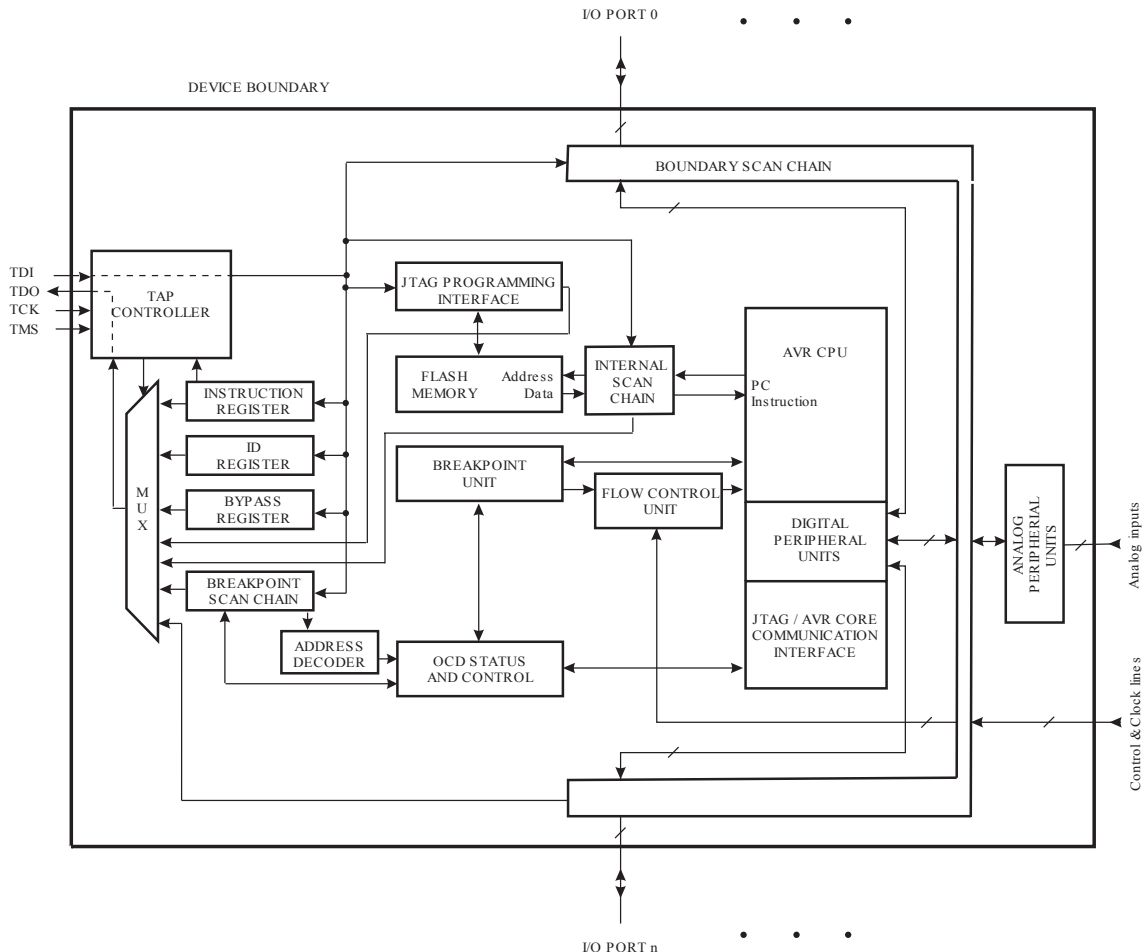 I/O PORT 0
DEVICE BOUNDARY
BOUNDARY SCAN CHAIN
TDI
TDO
TCK
TMS
TAP
CONTROLLER
JTAG PROGRAMMING
INTERFACE
FLASH
MEMORY
Address
Data
INTERNAL
SCAN
CHAIN
AVR CPU
PC
Instruction
INSTRUCTION
REGISTER
ID
REGISTER
BYPASS
REGISTER
M
U
X
BREAKPOINT
UNIT
FLOW CONTROL
UNIT
DIGITAL
PERIPHERAL
UNITS
ANALOG
PERIPHERIAL
UNITS
Analog inputs
BREAKPOINT
SCAN CHAIN
ADDRESS
DECODER
OCD STATUS
AND CONTROL
JTAG / AVR CORE
COMMUNICATION
INTERFACE
Control & Clock lines
I/O PORT n